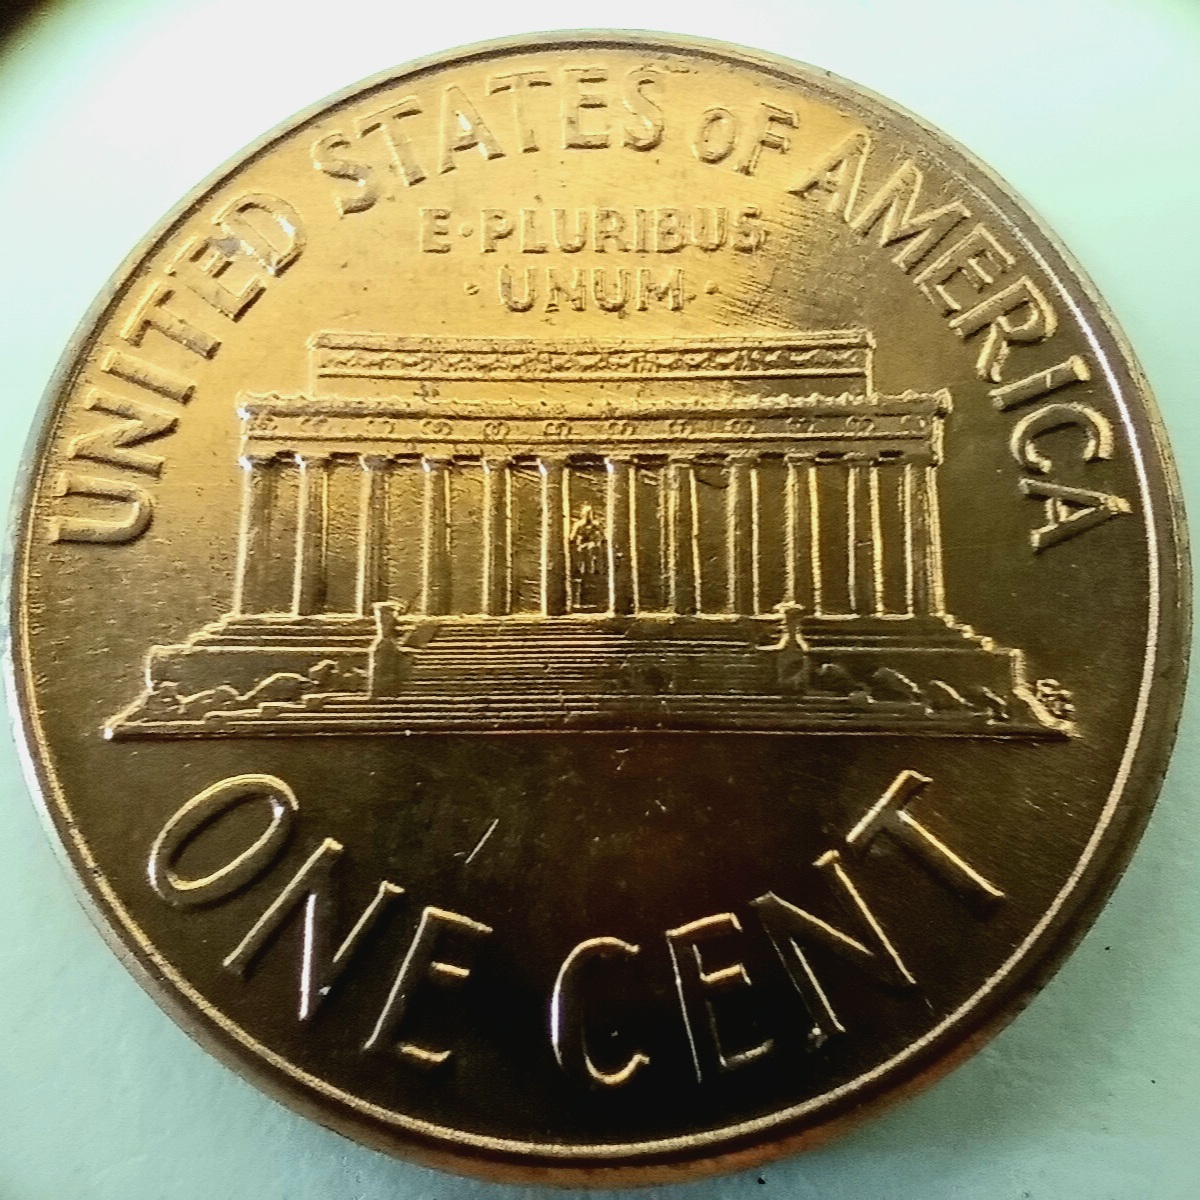 UNITED STATES OF AMERICA
E·PLURIBUS
·UNUM·
ONE CENT